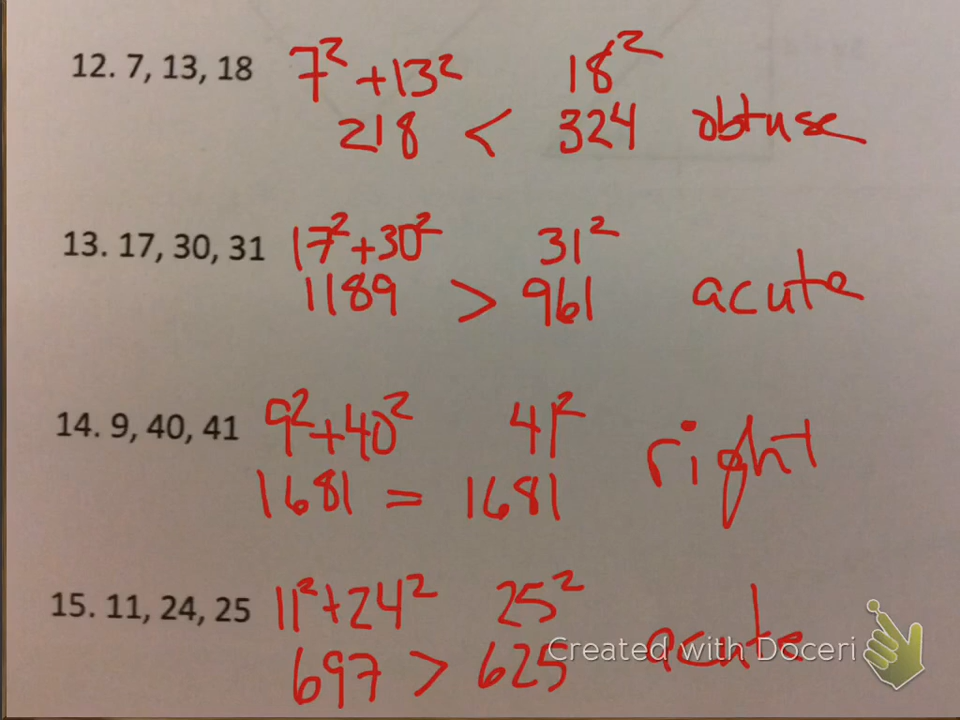 12. 7, 13, 18 7² +13² 18²
218 < 324 obtuse
13. 17, 30, 31 17²+30² 31²
1189 > 961 acute
14. 9, 40, 41 9²+40² 41²
1681 = 1681 right
15. 11, 24, 25 11²+24² 25²
697 > 625 acute
Created with Doceri